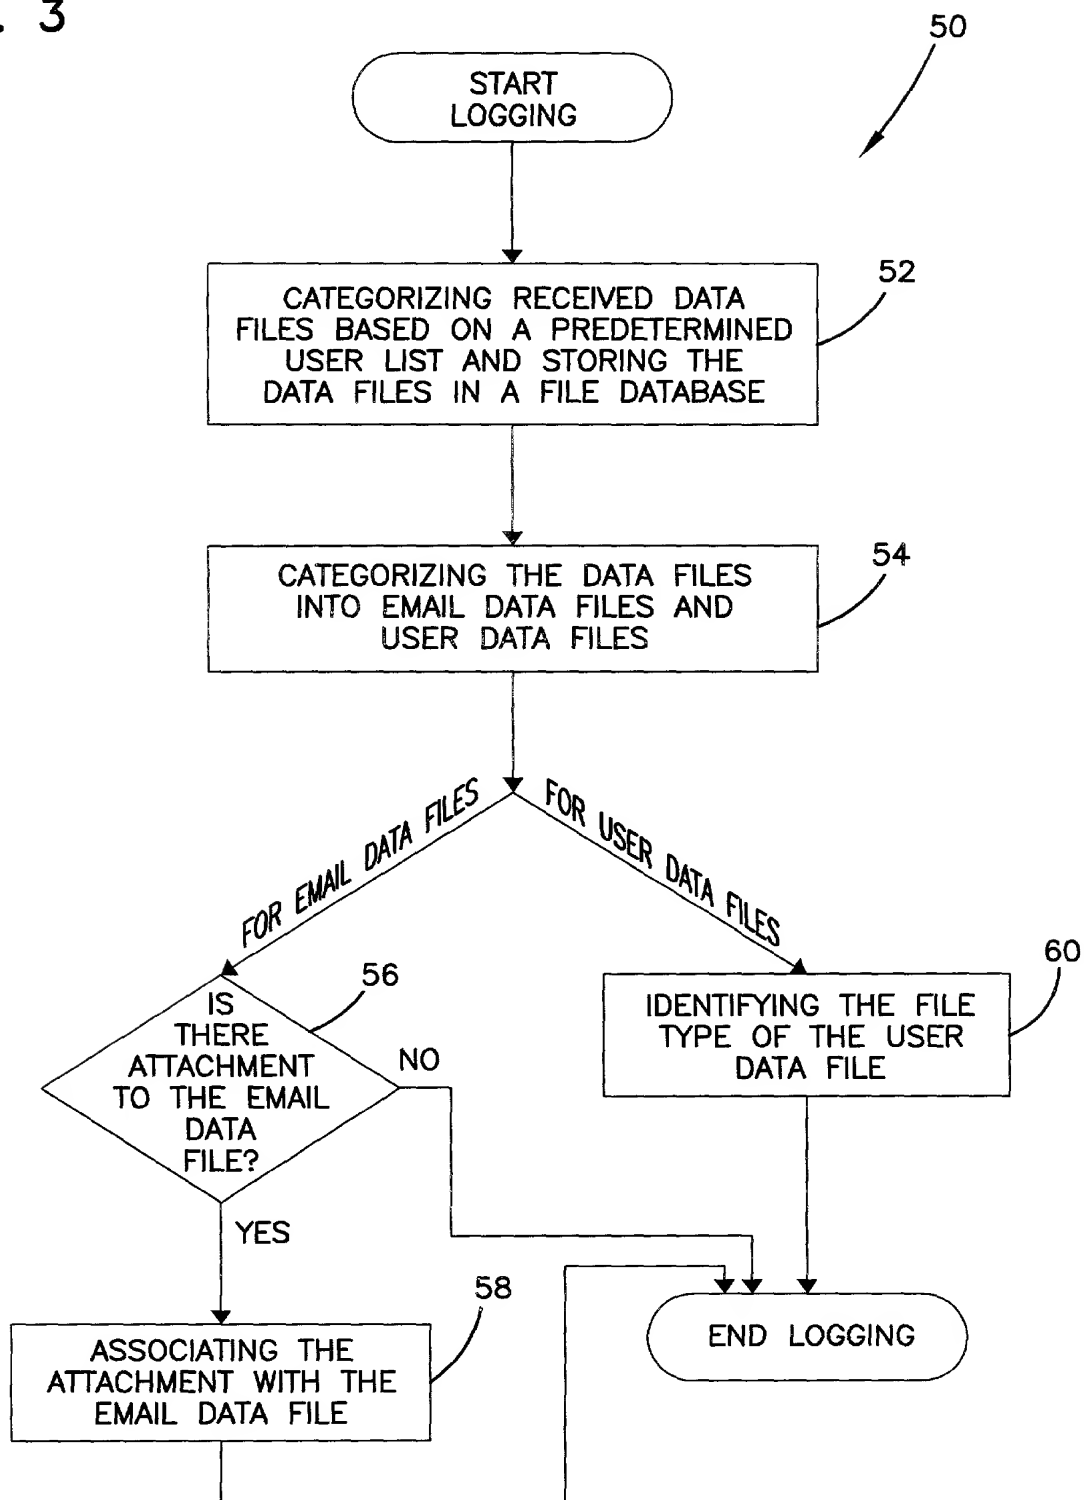 . 3
50
START
LOGGING
52
CATEGORIZING RECEIVED DATA
FILES BASED ON A PREDETERMINED
USER LIST AND STORING THE
DATA FILES IN A FILE DATABASE
54
CATEGORIZING THE DATA FILES
INTO EMAIL DATA FILES AND
USER DATA FILES
FOR EMAIL DATA FILES
FOR USER DATA FILES
56
IS
THERE
ATTACHMENT
TO THE EMAIL
DATA
FILE?
NO
YES
60
IDENTIFYING THE FILE
TYPE OF THE USER
DATA FILE
58
ASSOCIATING THE
ATTACHMENT WITH THE
EMAIL DATA FILE
END LOGGING